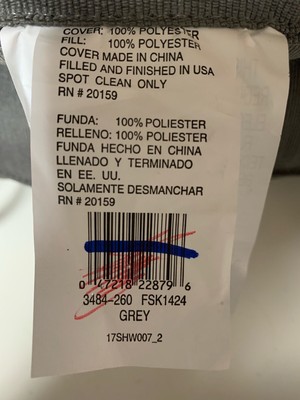 COVER: 100% POLYESTER
FILL: 100% POLYESTER
COVER MADE IN CHINA
FILLED AND FINISHED IN USA
SPOT CLEAN ONLY
RN # 20159
FUNDA: 100% POLIESTER
RELLENO: 100% POLIESTER
FUNDA HECHO EN CHINA
LLENADO Y TERMINADO
EN EE. UU.
SOLAMENTE DESMANCHAR
RN # 20159
0 47218 22879 6
3484-260 FSK1424
GREY
17SHW007_2